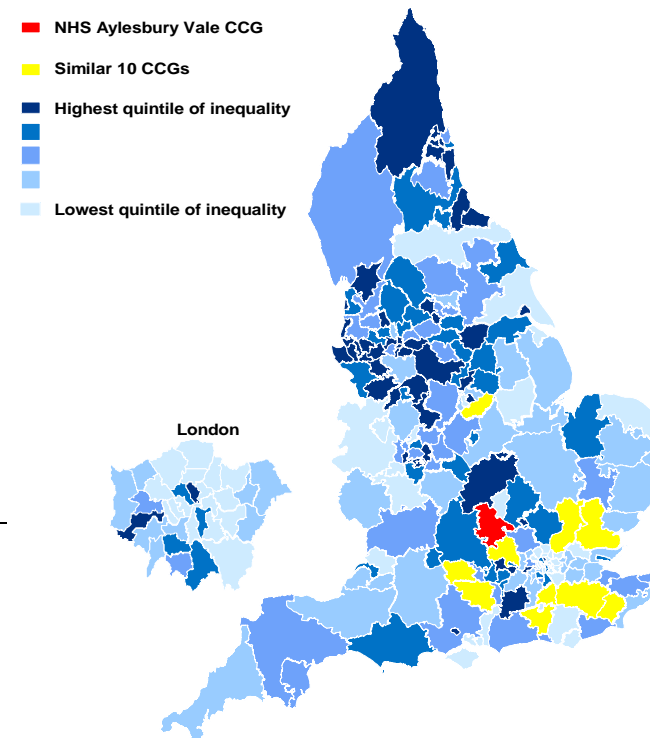 NHS Aylesbury Vale CCG
Similar 10 CCGs
Highest quintile of inequality
Lowest quintile of inequality
London